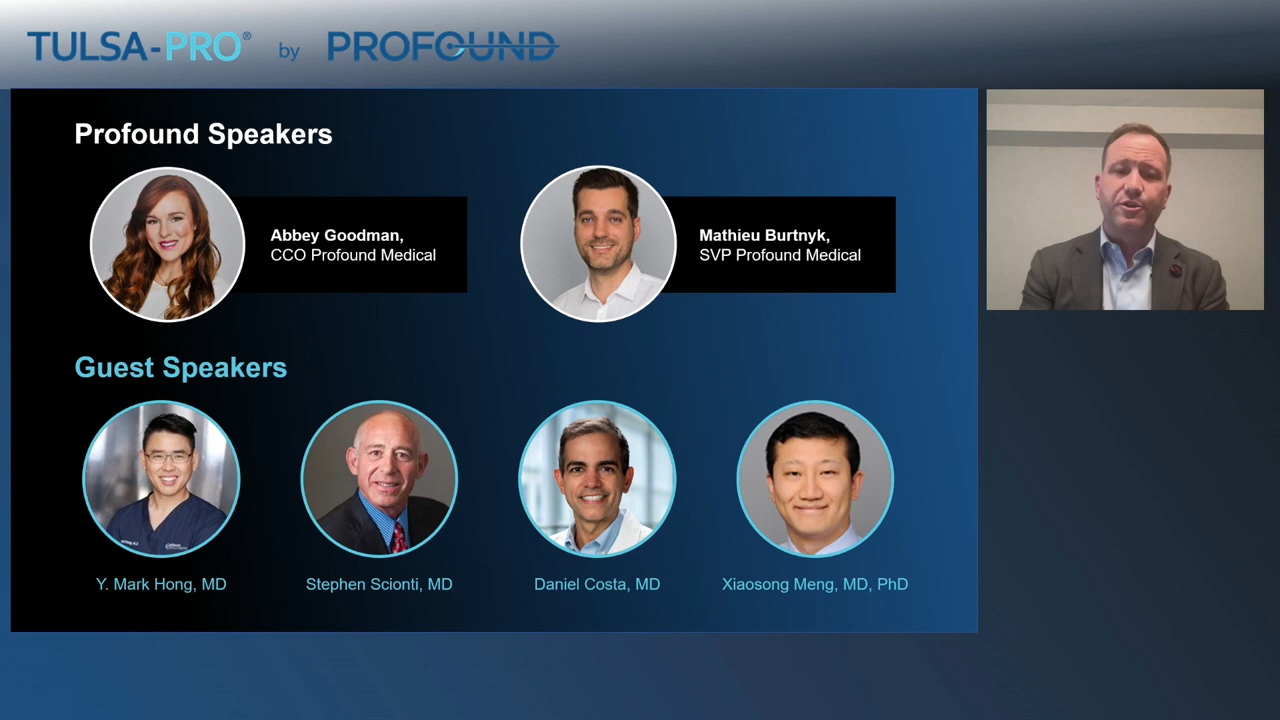 TULSA-PRO® by PROFOUND
Profound Speakers
Abbey Goodman,
CCO Profound Medical
Mathieu Burtnyk,
SVP Profound Medical
Guest Speakers
Y. Mark Hong, MD
Stephen Scionti, MD
Daniel Costa, MD
Xiaosong Meng, MD, PhD